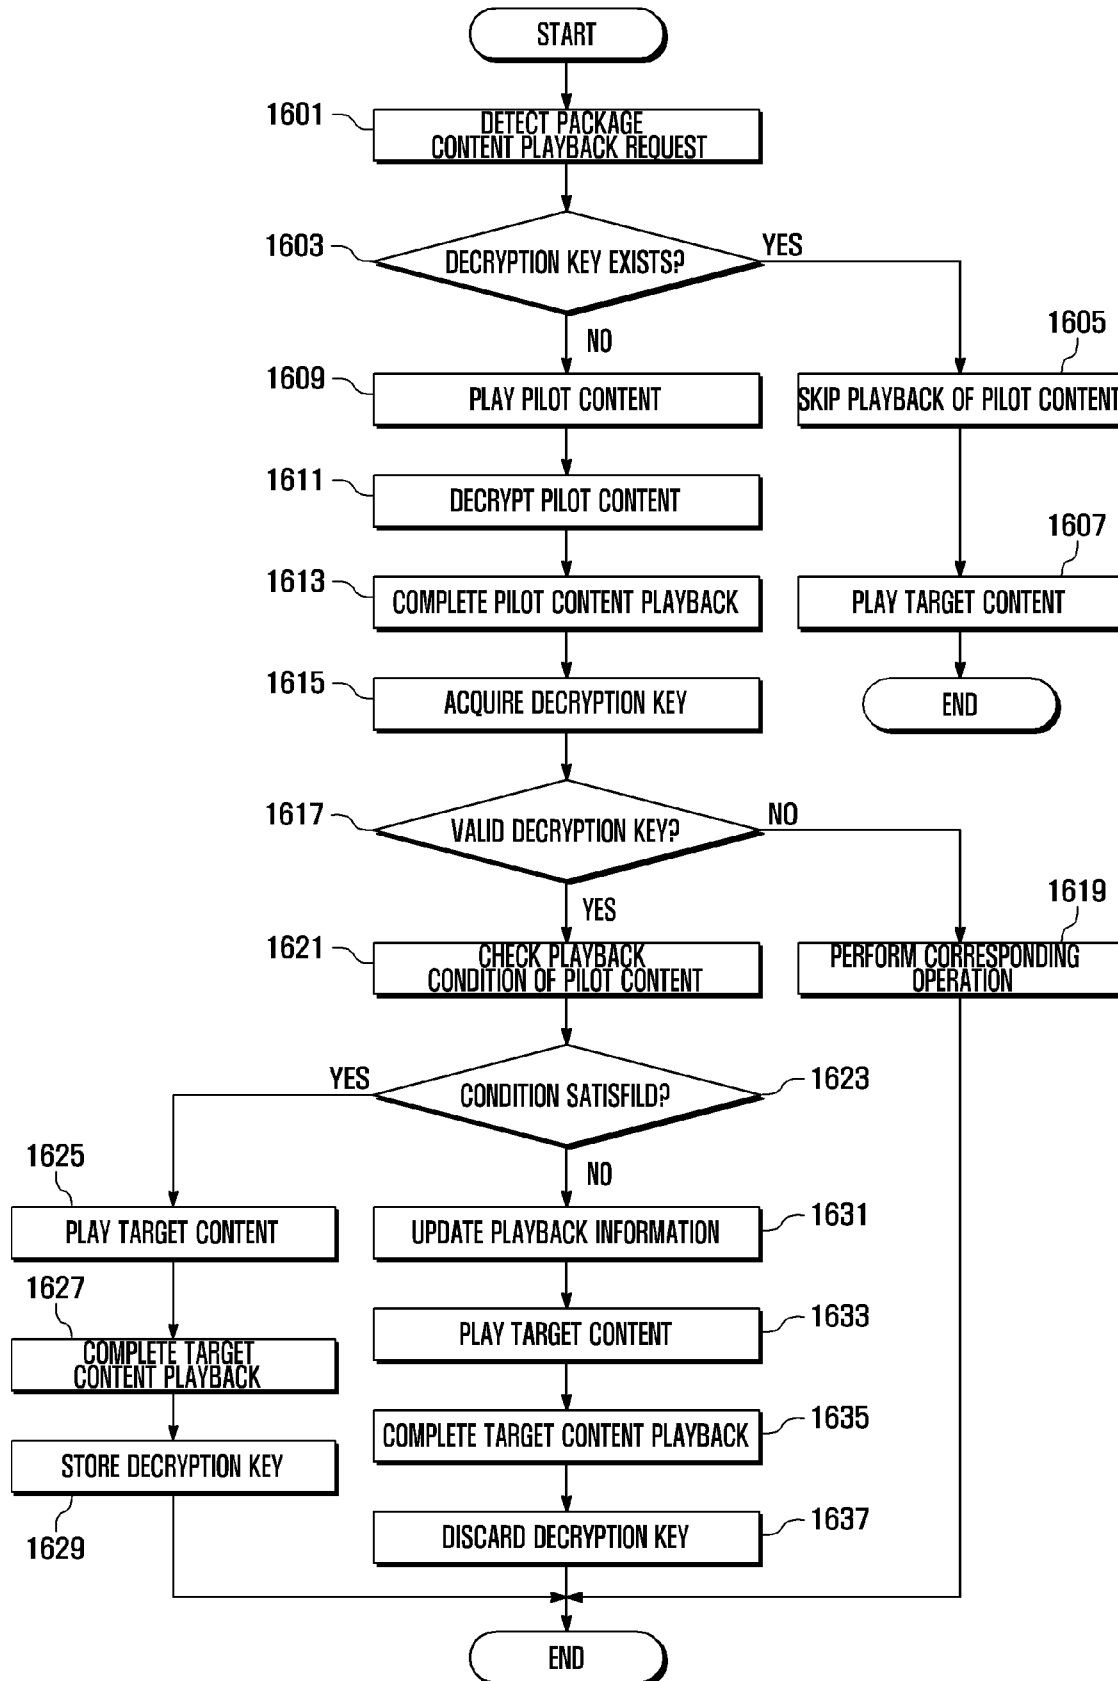 START
1601
DETECT PACKAGE
CONTENT PLAYBACK REQUEST
1603
DECRYPTION KEY EXISTS?
YES
NO
1605
1609
PLAY PILOT CONTENT
SKIP PLAYBACK OF PILOT CONTENT
1611
DECRYPT PILOT CONTENT
1607
1613
COMPLETE PILOT CONTENT PLAYBACK
PLAY TARGET CONTENT
1615
ACQUIRE DECRYPTION KEY
END
1617
VALID DECRYPTION KEY?
NO
YES
1619
1621
CHECK PLAYBACK
CONDITION OF PILOT CONTENT
PERFORM CORRESPONDING
OPERATION
YES
CONDITION SATISFILD?
1623
NO
1625
PLAY TARGET CONTENT
UPDATE PLAYBACK INFORMATION
1631
1627
COMPLETE TARGET
CONTENT PLAYBACK
PLAY TARGET CONTENT
1633
STORE DECRYPTION KEY
1629
COMPLETE TARGET CONTENT PLAYBACK
1635
DISCARD DECRYPTION KEY
1637
END